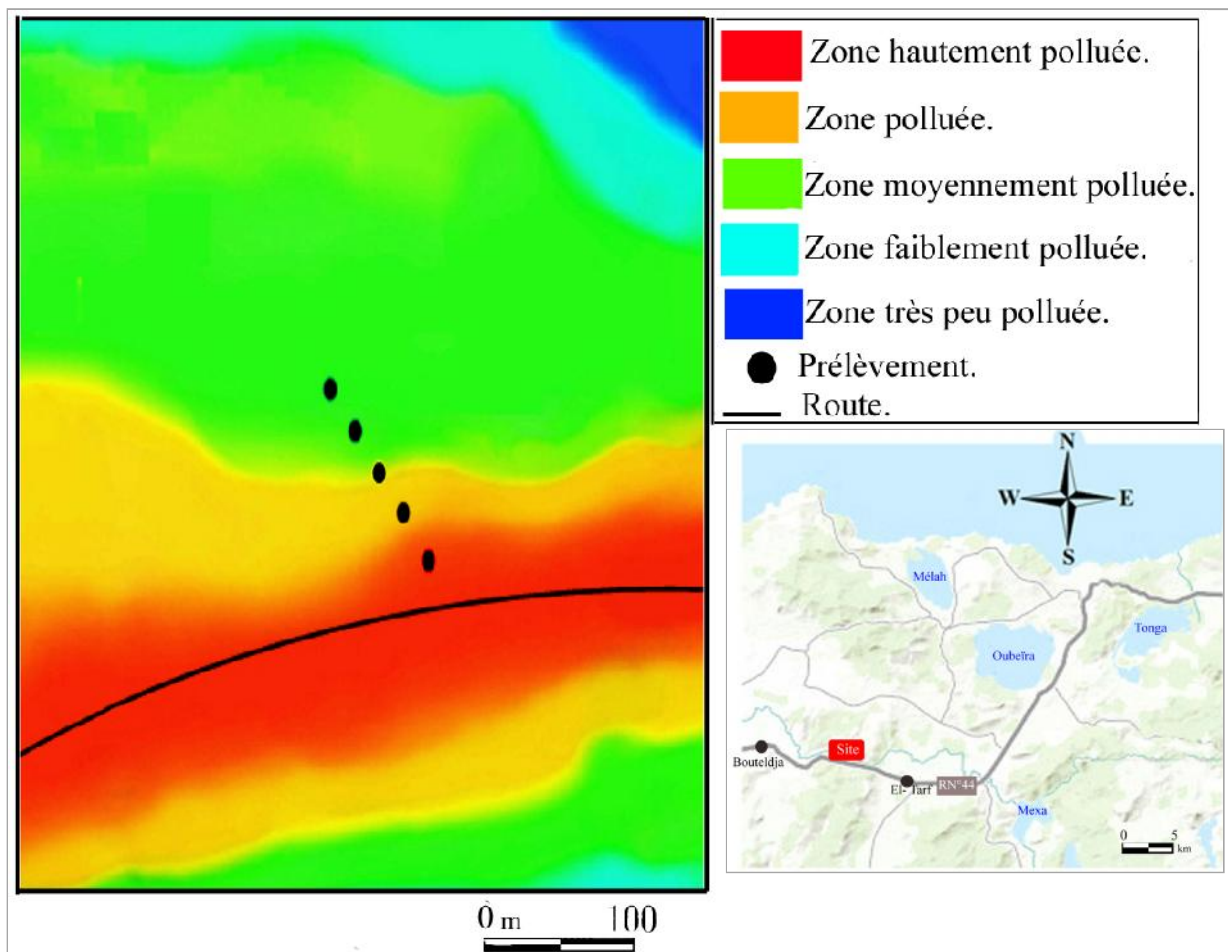 Zone hautement polluée.
Zone polluée.
Zone moyennement polluée.
Zone faiblement polluée.
Zone très peu polluée.
Prélèvement.
Route.
N
W
E
S
Mélah
Tonga
Oubeïra
Site
Bouteldja
El- Tarf
RN°44
Mexa
0
5
km
0 m
100